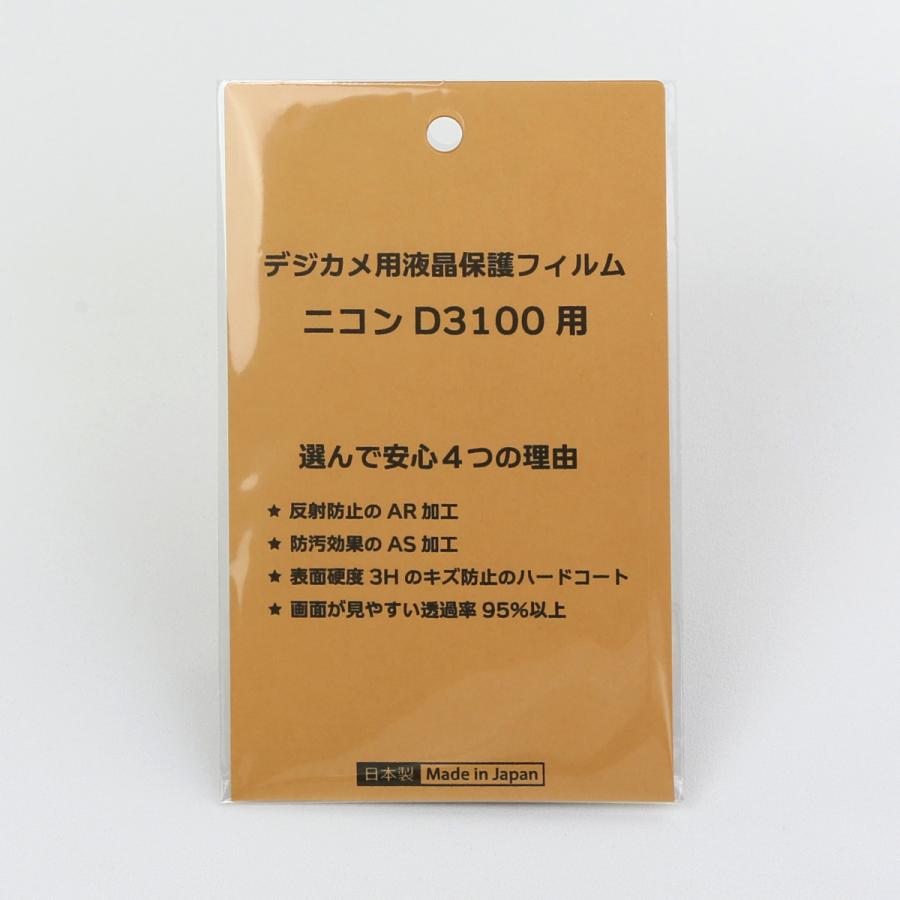 デジカメ用液晶保護フィルム
ニコン D3100 用
選んで安心４つの理由
★ 反射防止の AR 加工
★ 防汚効果の AS 加工
★ 表面硬度 3H のキズ防止のハードコート
★ 画面が見やすい透過率 95%以上
日本製 Made in Japan